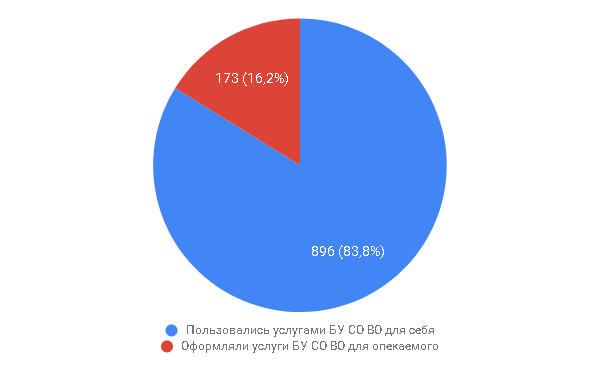 173 (16,2%)
896 (83,8%)
Пользовались услугами БУ СО ВО для себя
Оформляли услуги БУ СО ВО для опекаемого